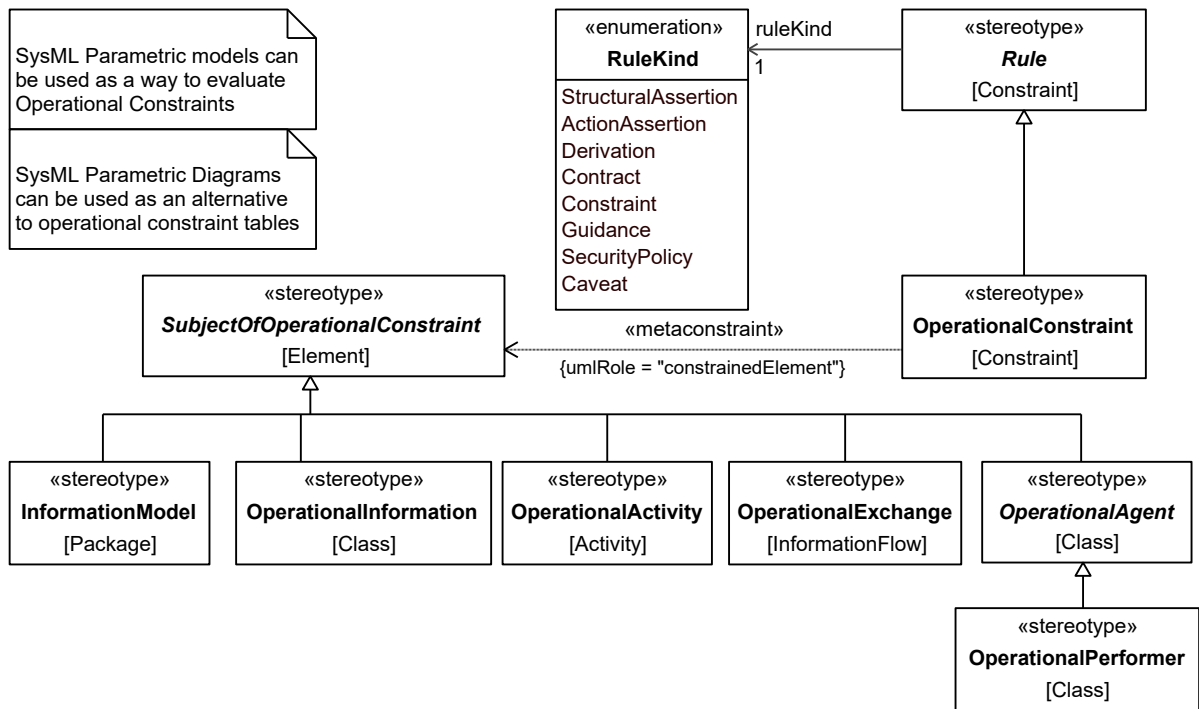 SysML Parametric models can
be used as a way to evaluate
Operational Constraints
SysML Parametric Diagrams
can be used as an alternative
to operational constraint tables
«enumeration»
RuleKind
StructuralAssertion
ActionAssertion
Derivation
Contract
Constraint
Guidance
SecurityPolicy
Caveat
ruleKind
1
«stereotype»
Rule
[Constraint]
«stereotype»
SubjectOfOperationalConstraint
[Element]
«metaconstraint»
{umlRole = "constrainedElement"}
«stereotype»
OperationalConstraint
[Constraint]
«stereotype»
InformationModel
[Package]
«stereotype»
OperationalInformation
[Class]
«stereotype»
OperationalActivity
[Activity]
«stereotype»
OperationalExchange
[InformationFlow]
«stereotype»
OperationalAgent
[Class]
«stereotype»
OperationalPerformer
[Class]